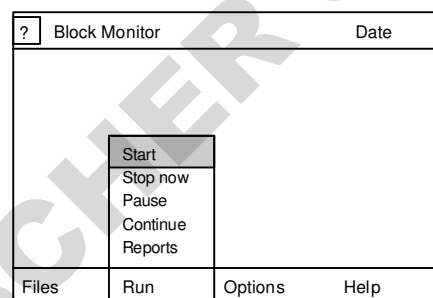 ? Block Monitor Date
Start
Stop now
Pause
Continue
Reports
Files Run Options Help